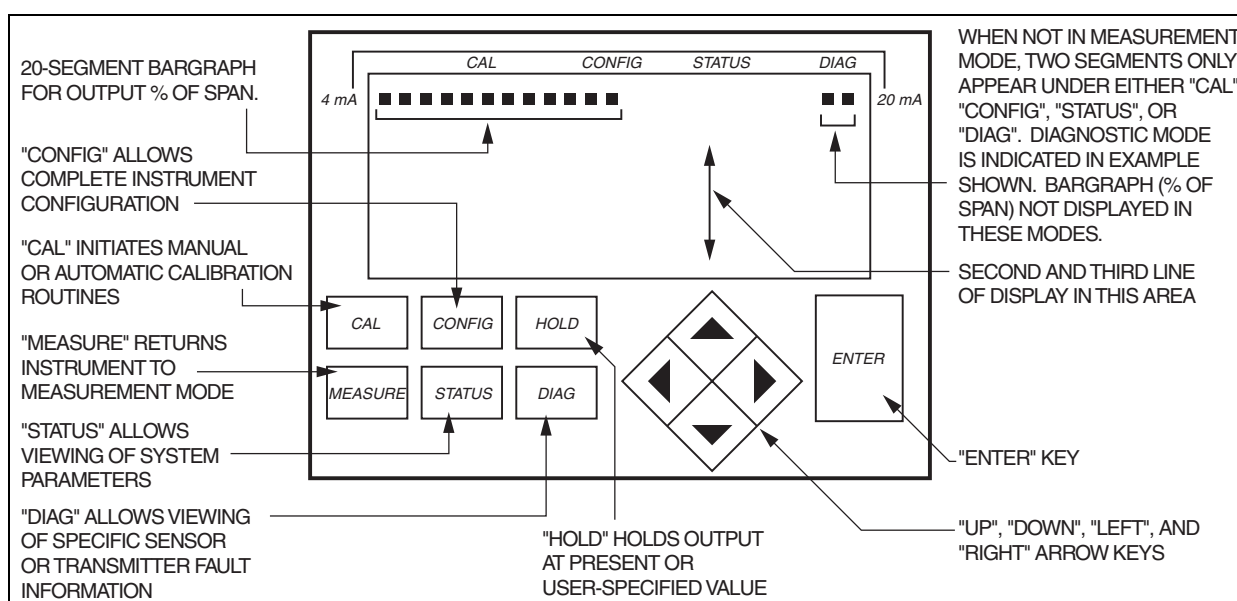 20-SEGMENT BARGRAPH
FOR OUTPUT % OF SPAN.
"CONFIG" ALLOWS
COMPLETE INSTRUMENT
CONFIGURATION
"CAL" INITIATES MANUAL
OR AUTOMATIC CALIBRATION
ROUTINES
"MEASURE" RETURNS
INSTRUMENT TO
MEASUREMENT MODE
"STATUS" ALLOWS
VIEWING OF SYSTEM
PARAMETERS
"DIAG" ALLOWS VIEWING
OF SPECIFIC SENSOR
OR TRANSMITTER FAULT
INFORMATION
CAL CONFIG STATUS DIAG
4 mA 20 mA
CAL CONFIG HOLD
MEASURE STATUS DIAG
ENTER
"HOLD" HOLDS OUTPUT
AT PRESENT OR
USER-SPECIFIED VALUE
WHEN NOT IN MEASUREMENT
MODE, TWO SEGMENTS ONLY
APPEAR UNDER EITHER "CAL"
"CONFIG", "STATUS", OR
"DIAG". DIAGNOSTIC MODE
IS INDICATED IN EXAMPLE
SHOWN. BARGRAPH (% OF
SPAN) NOT DISPLAYED IN
THESE MODES.
SECOND AND THIRD LINE
OF DISPLAY IN THIS AREA
"ENTER" KEY
"UP", "DOWN", "LEFT", AND
"RIGHT" ARROW KEYS